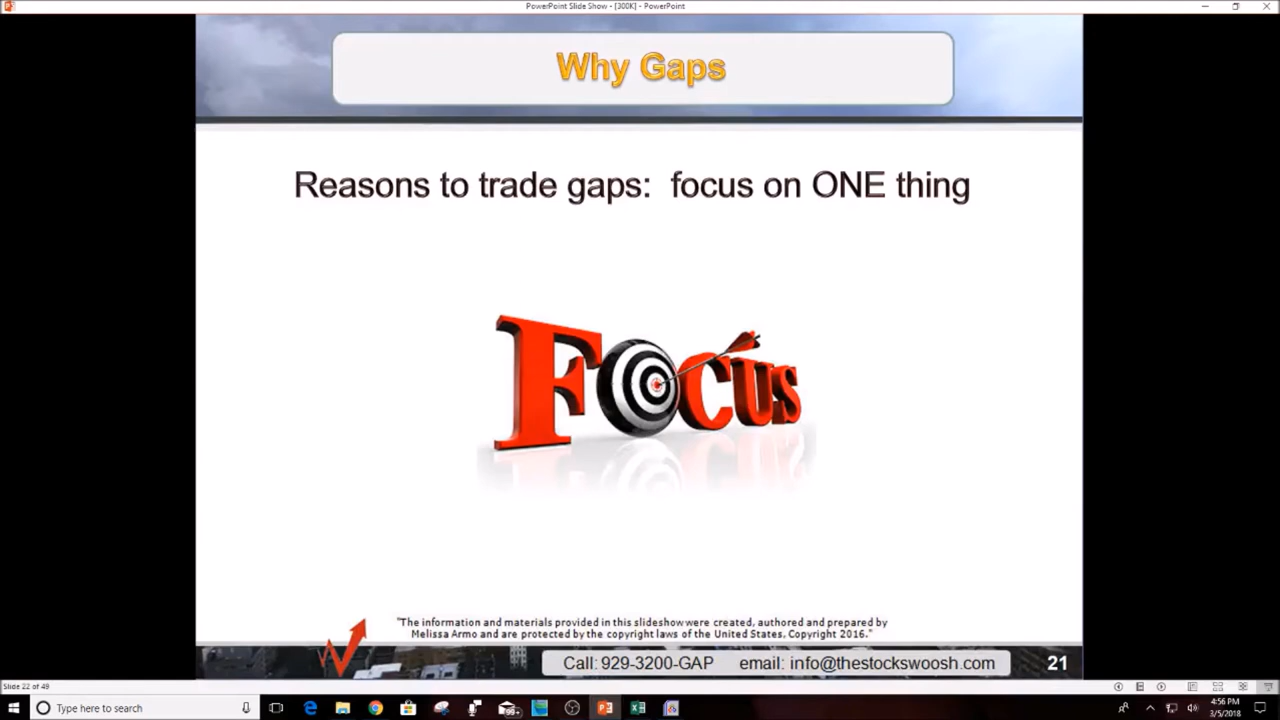 PowerPoint Slide Show - [300K] - PowerPoint
Why Gaps
Reasons to trade gaps: focus on ONE thing
FOCUS
"The information and materials provided in this slideshow were created, authored and prepared by
Melissa Armo and are protected by the copyright laws of the United States, Copyright 2016."
Call: 929-3200-GAP email: info@thestockswoosh.com 21
Slide 22 of 49
Type here to search
99+
4:56 PM
3/5/2018